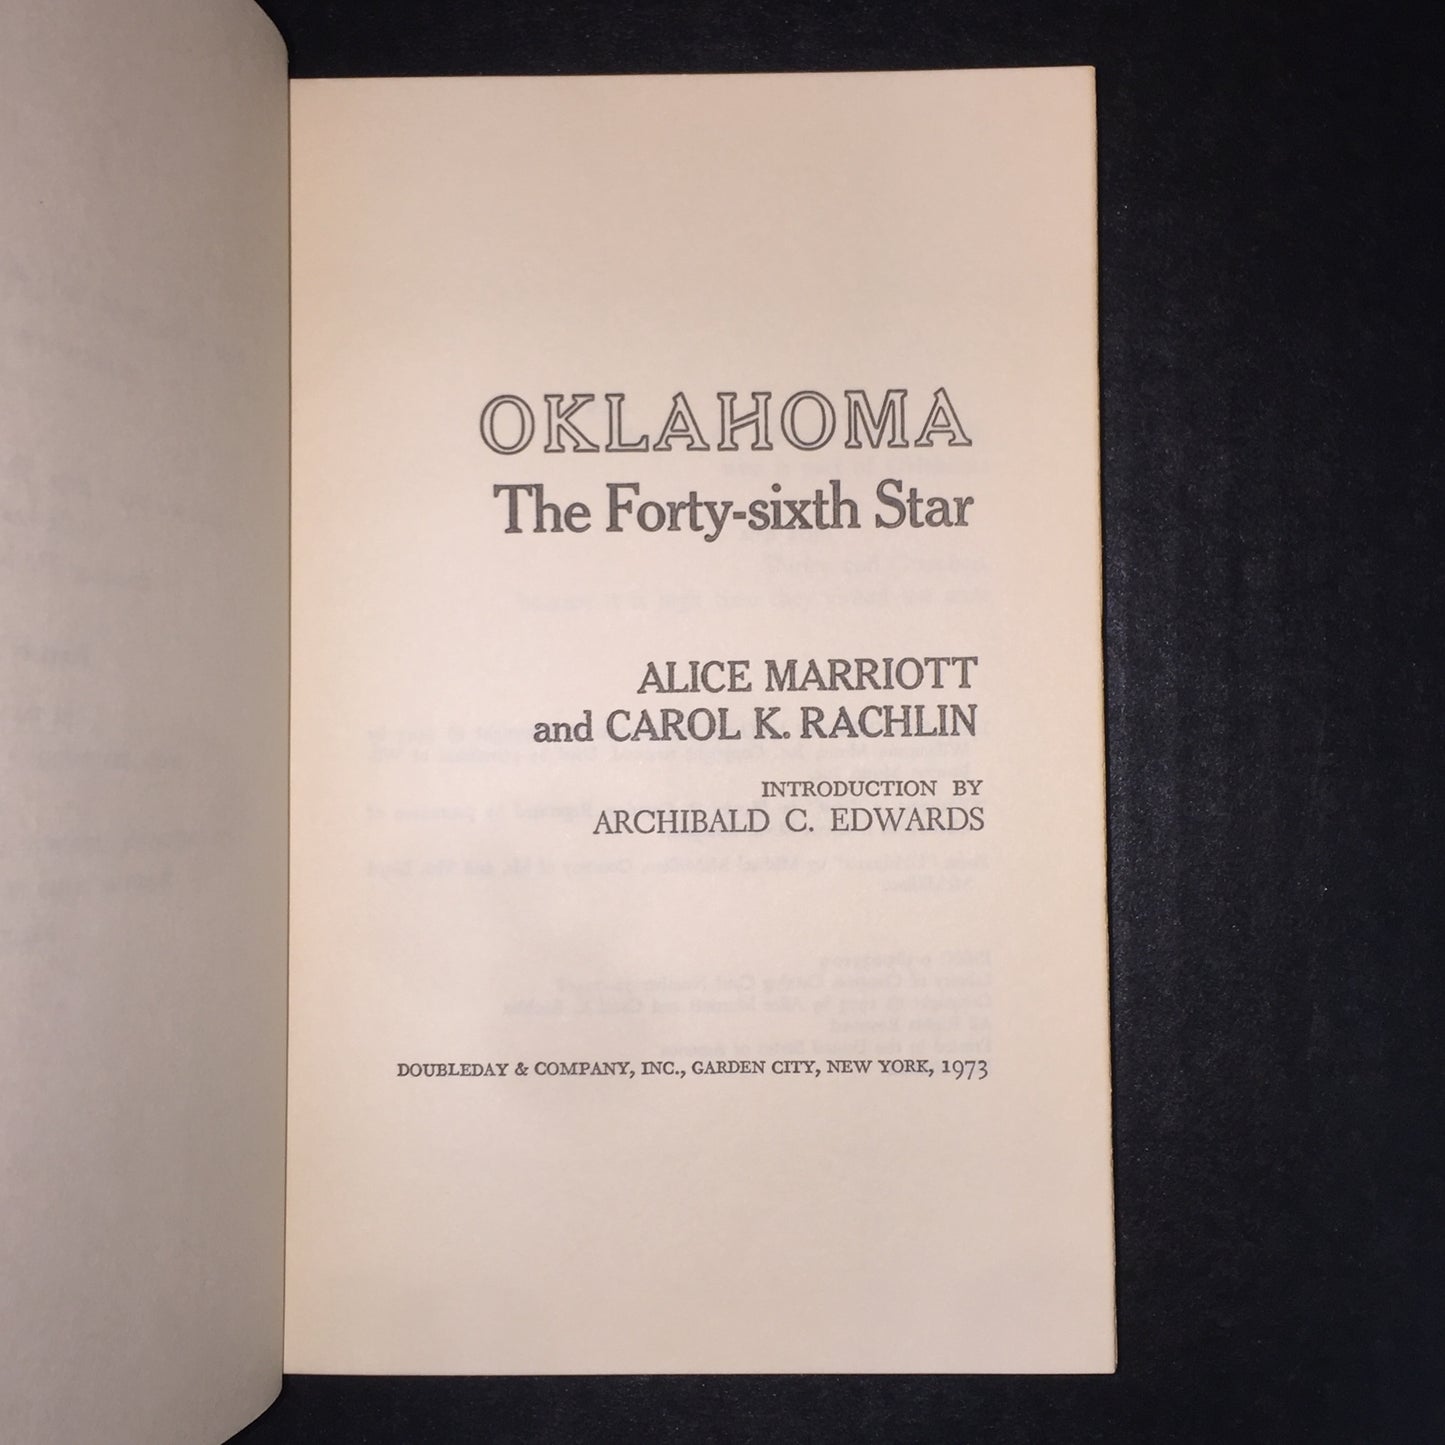 OKLAHOMA
The Forty-sixth Star
ALICE MARRIOTT
and CAROL K. RACHLIN
INTRODUCTION BY
ARCHIBALD C. EDWARDS
DOUBLEDAY & COMPANY, INC., GARDEN CITY, NEW YORK, 1973